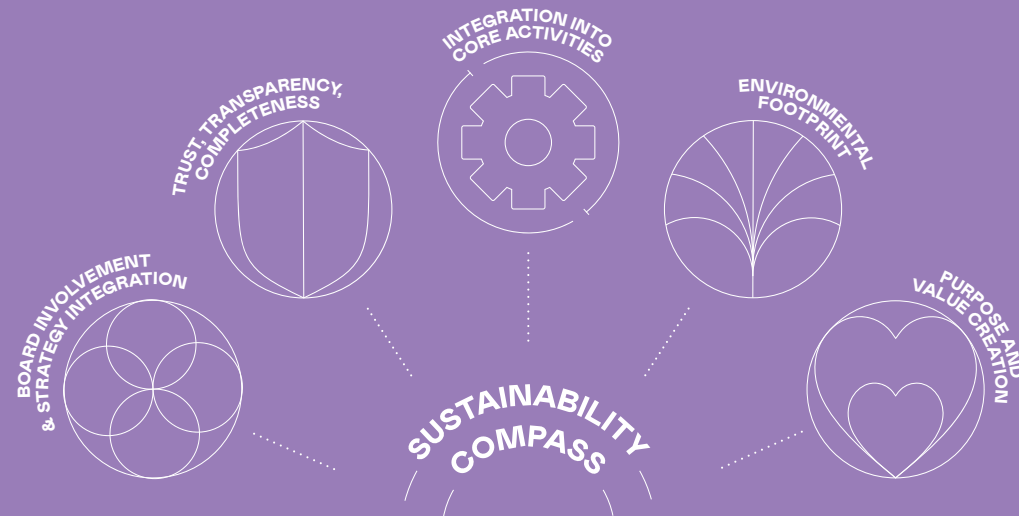 BOARD INVOLVEMENT
& STRATEGY INTEGRATION
TRUST, TRANSPARENCY,
COMPLETENESS
INTEGRATION INTO
CORE ACTIVITIES
ENVIRONMENTAL
FOOTPRINT
PURPOSE AND
VALUE CREATION
SUSTAINABILITY
COMPASS